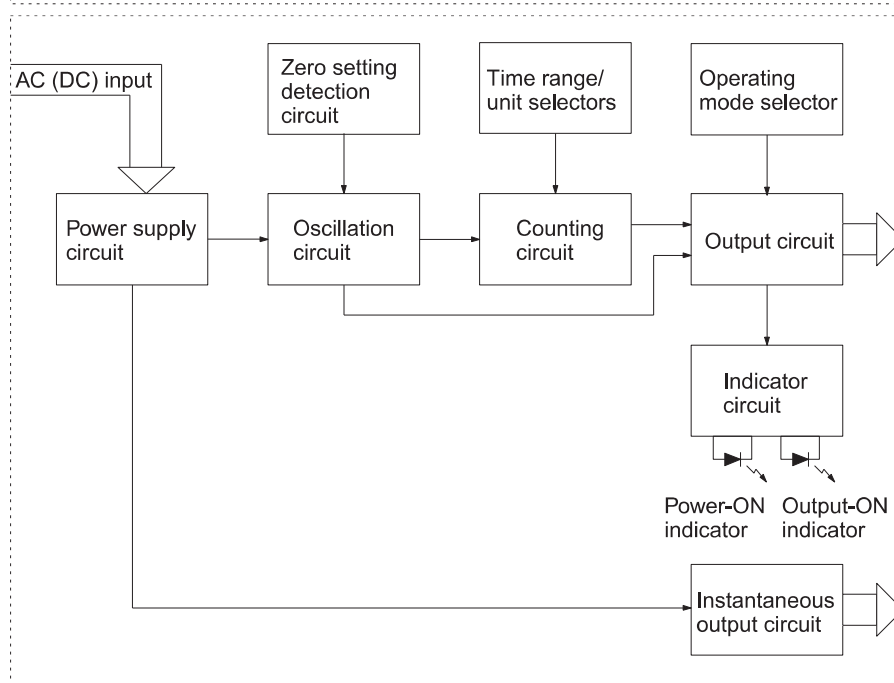 AC (DC) input
Zero setting
detection
circuit
Time range/
unit selectors
Operating
mode selector
Power supply
circuit
Oscillation
circuit
Counting
circuit
Output circuit
Indicator
circuit
Power-ON
indicator
Output-ON
indicator
Instantaneous
output circuit